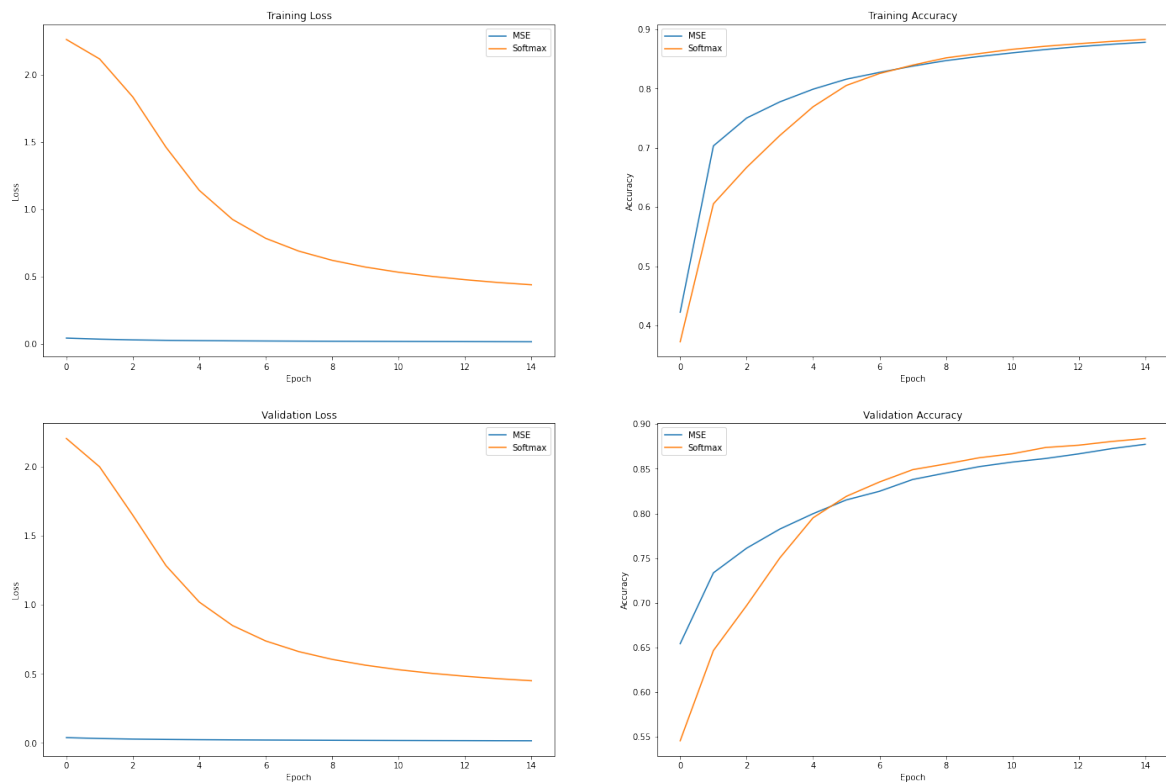 Training Loss
MSE
Softmax
2.0
1.5
1.0
0.5
0.0
Loss
0 2 4 6 8 10 12 14
Epoch
Training Accuracy
MSE
Softmax
0.9
0.8
0.7
0.6
0.5
0.4
Accuracy
0 2 4 6 8 10 12 14
Epoch
Validation Loss
MSE
Softmax
2.0
1.5
1.0
0.5
0.0
Loss
0 2 4 6 8 10 12 14
Epoch
Validation Accuracy
MSE
Softmax
0.90
0.85
0.80
0.75
0.70
0.65
0.60
0.55
Accuracy
0 2 4 6 8 10 12 14
Epoch